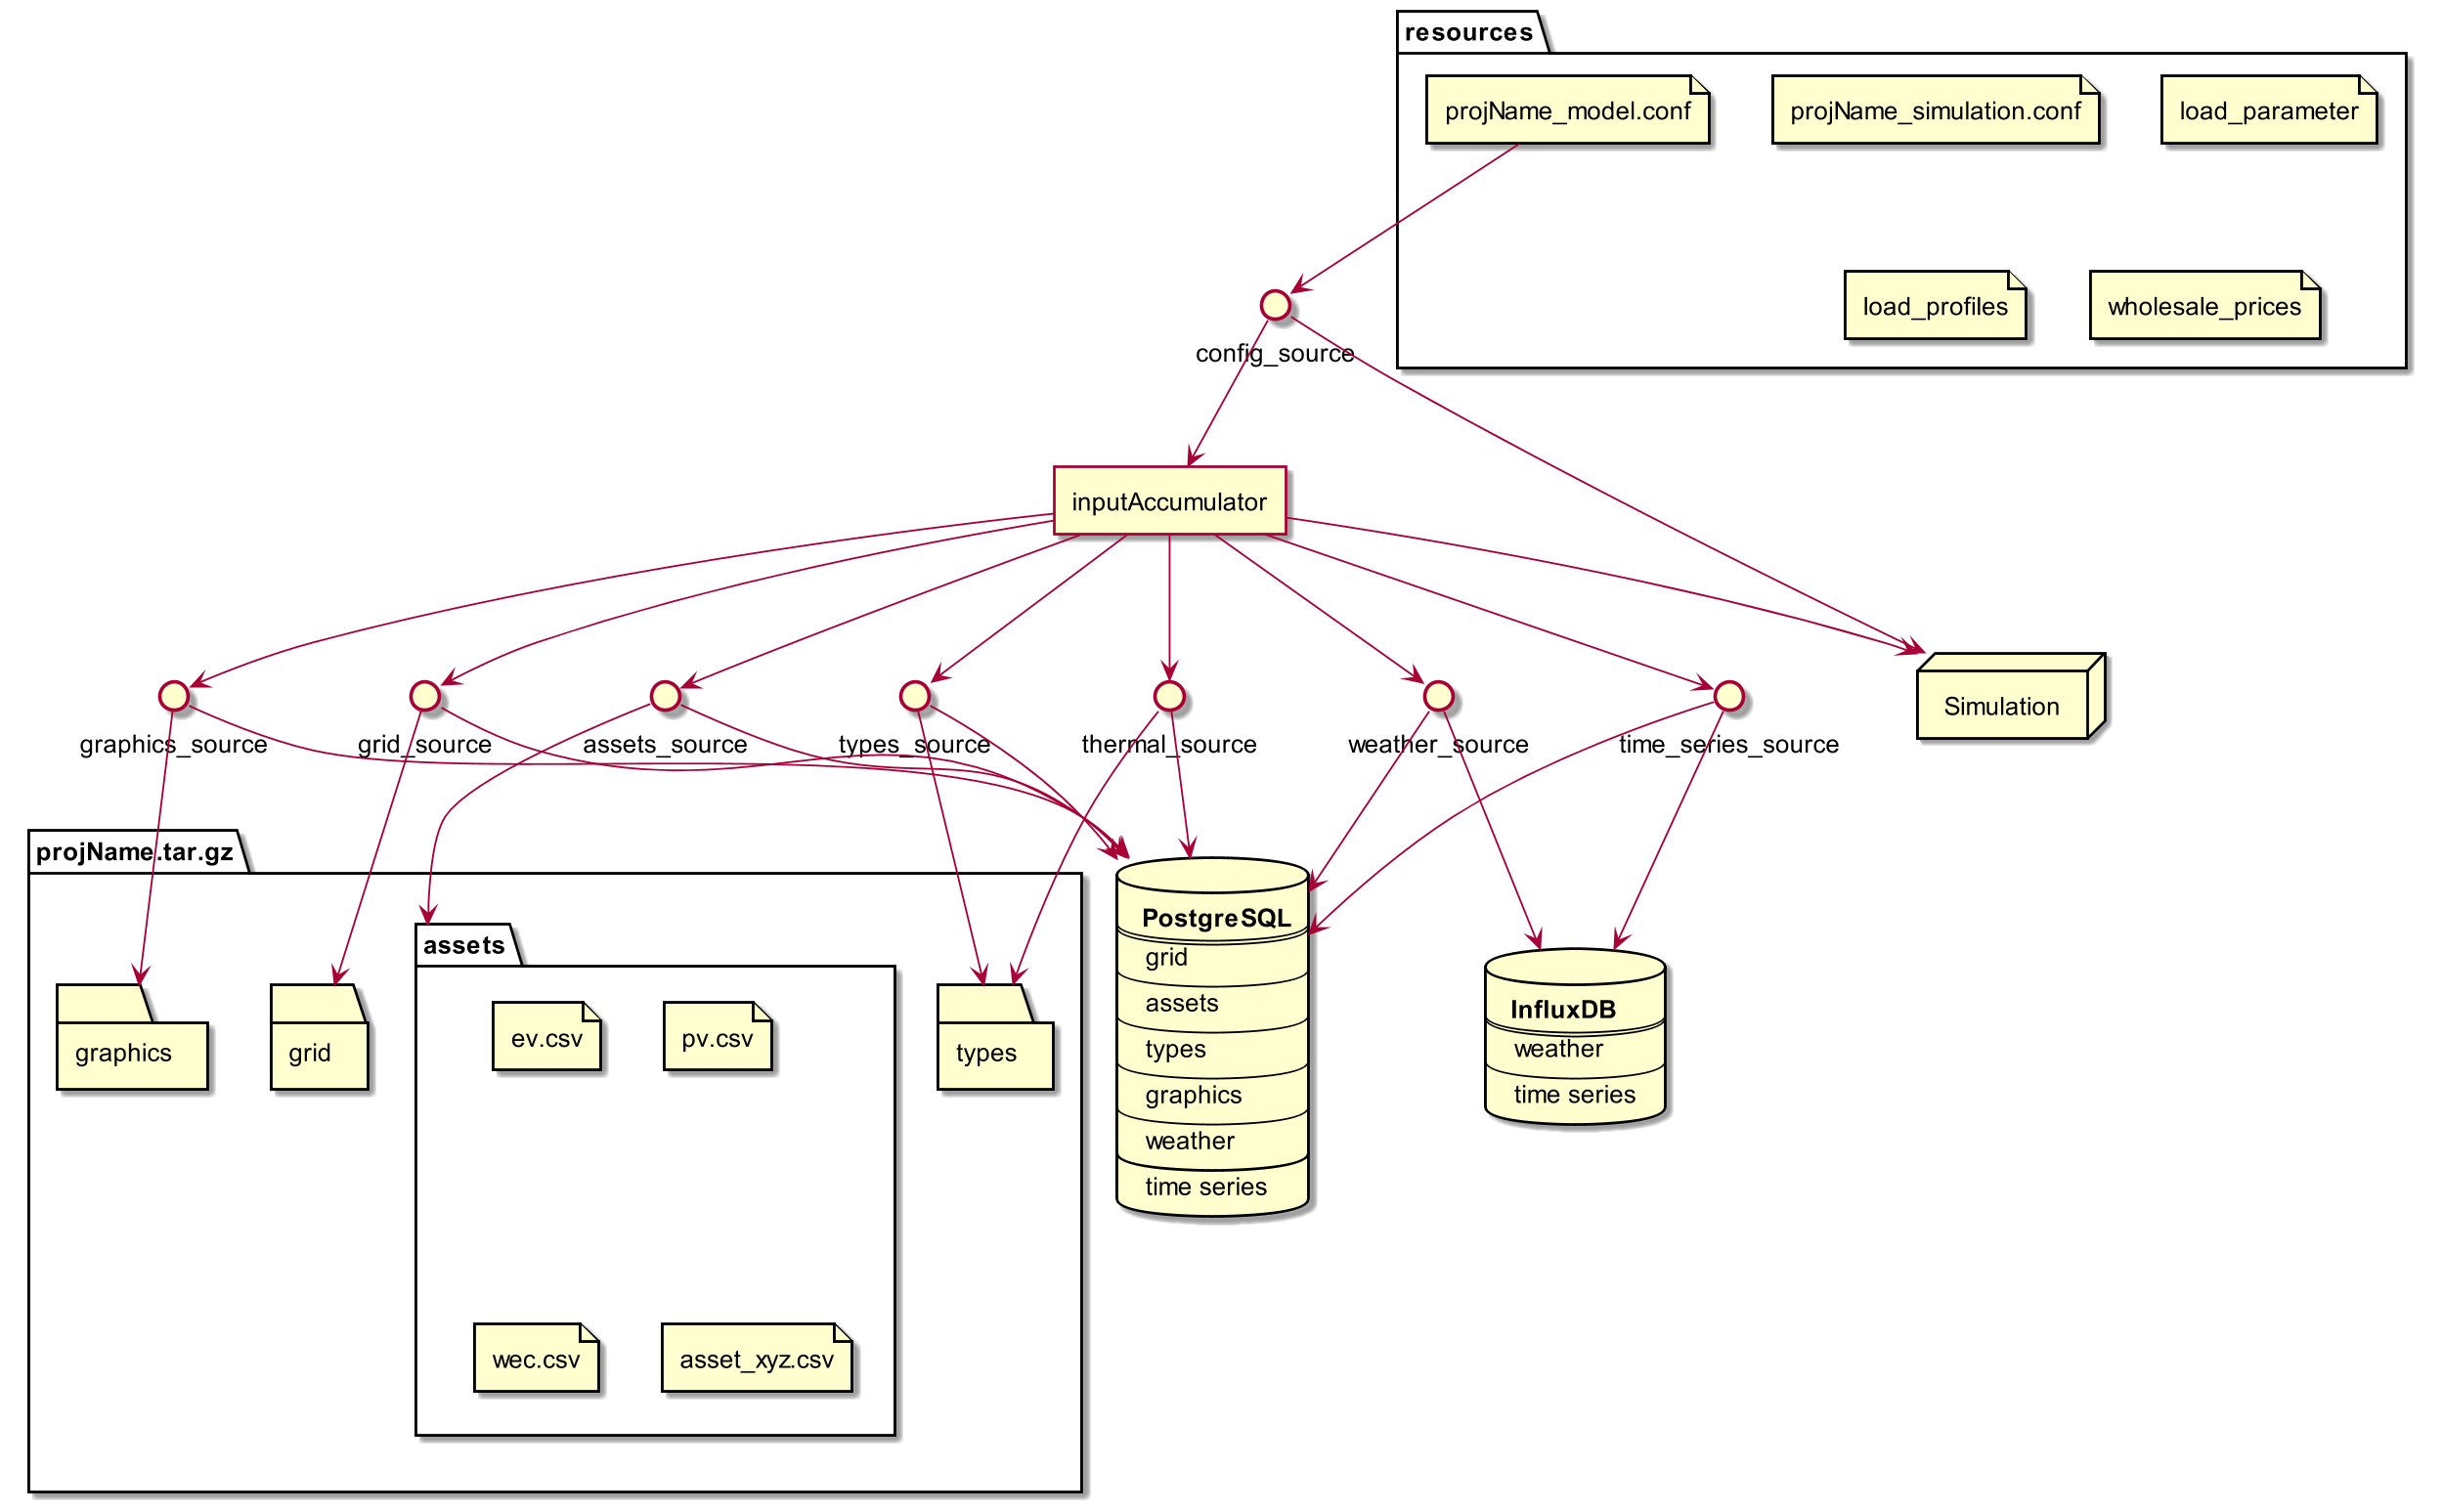 resources
projName_model.conf
projName_simulation.conf
load_parameter
load_profiles
wholesale_prices
config_source
inputAccumulator
Simulation
graphics_source
grid_source
assets_source
types_source
thermal_source
weather_source
time_series_source
projName.tar.gz
graphics
grid
assets
ev.csv
pv.csv
wec.csv
asset_xyz.csv
types
PostgreSQL
grid
assets
types
graphics
weather
time series
InfluxDB
weather
time series